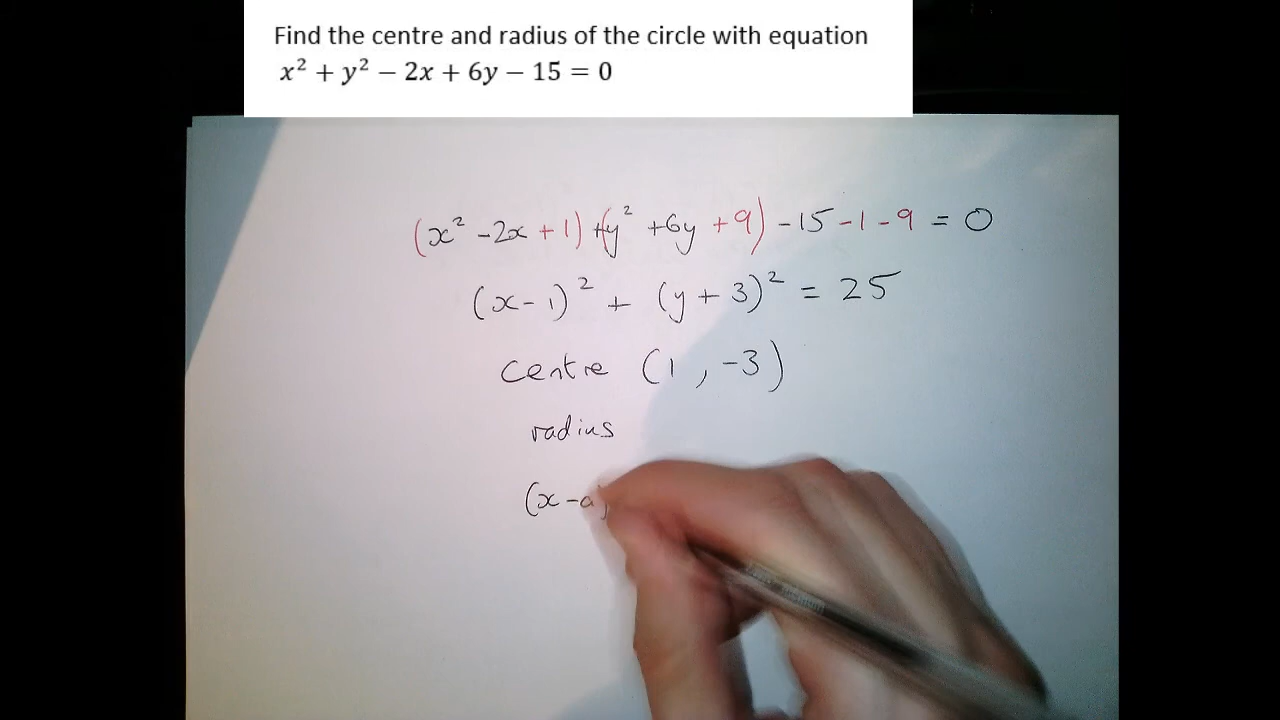 Find the centre and radius of the circle with equation
x² + y² − 2x + 6y − 15 = 0
(x² -2x +1) +(y² +6y +9) -15 -1 -9 = 0
(x-1)² + (y+3)² = 25
centre (1, -3)
radius
(x-a)